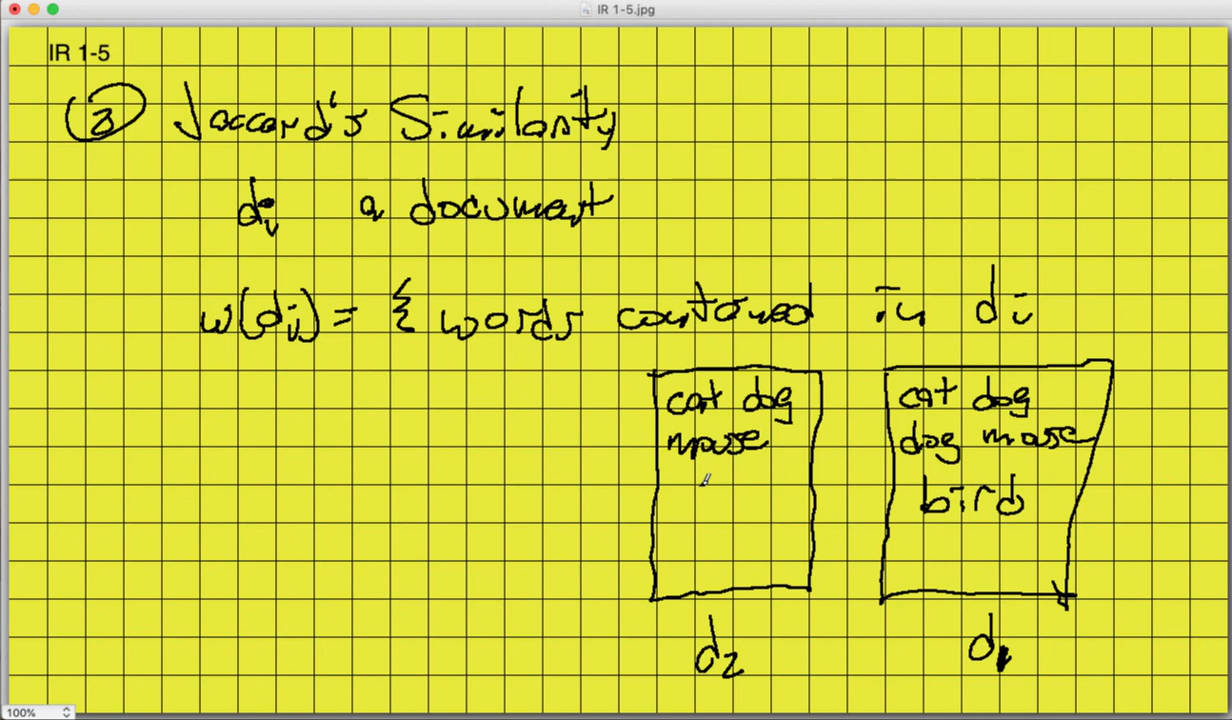 IR 1-5.jpg
IR 1-5
③ Jaccard's Similarity
di a document
w(di) = { words contained in di
cat dog
mouse
d2
cat dog
dog mouse
bird
d1
100%